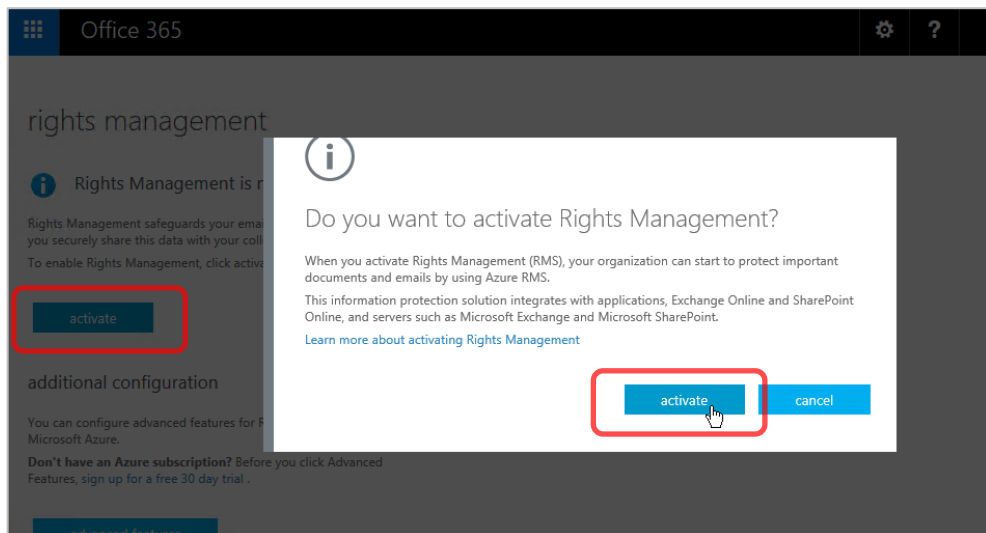 Office 365
?
rights management
Rights Management is
Rights Management safeguards your
you securely share this data with your
To enable Rights Management, click
activate
additional configuration
You can configure advanced features for
Microsoft Azure.
Don't have an Azure subscription? Before you click Advanced
Features, sign up for a free 30 day trial .
advanced features
i
Do you want to activate Rights Management?
When you activate Rights Management (RMS), your organization can start to protect important
documents and emails by using Azure RMS.
This information protection solution integrates with applications, Exchange Online and SharePoint
Online, and servers such as Microsoft Exchange and Microsoft SharePoint.
Learn more about activating Rights Management
activate
cancel